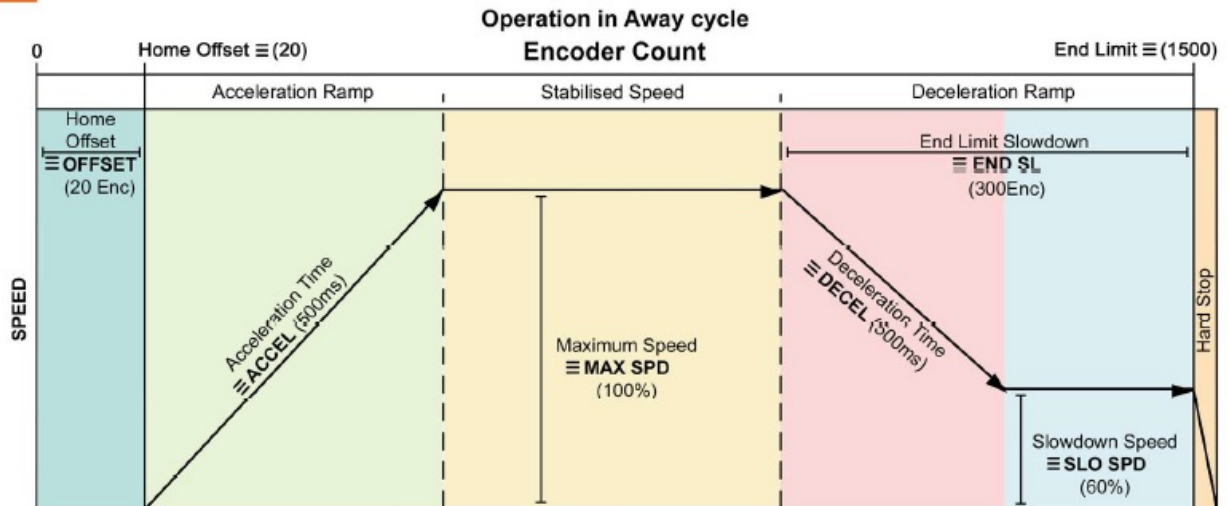 Operation in Away cycle
0
Home Offset ≡ (20)
Encoder Count
End Limit ≡ (1500)
Acceleration Ramp
Stabilised Speed
Deceleration Ramp
Home
Offset
≡ OFFSET
(20 Enc)
End Limit Slowdown
≡ END SL
(300Enc)
SPEED
Acceleration Time
≡ ACCEL (500ms)
Maximum Speed
≡ MAX SPD
(100%)
Deceleration Time
≡ DECEL (500ms)
Slowdown Speed
≡ SLO SPD
(60%)
Hard Stop